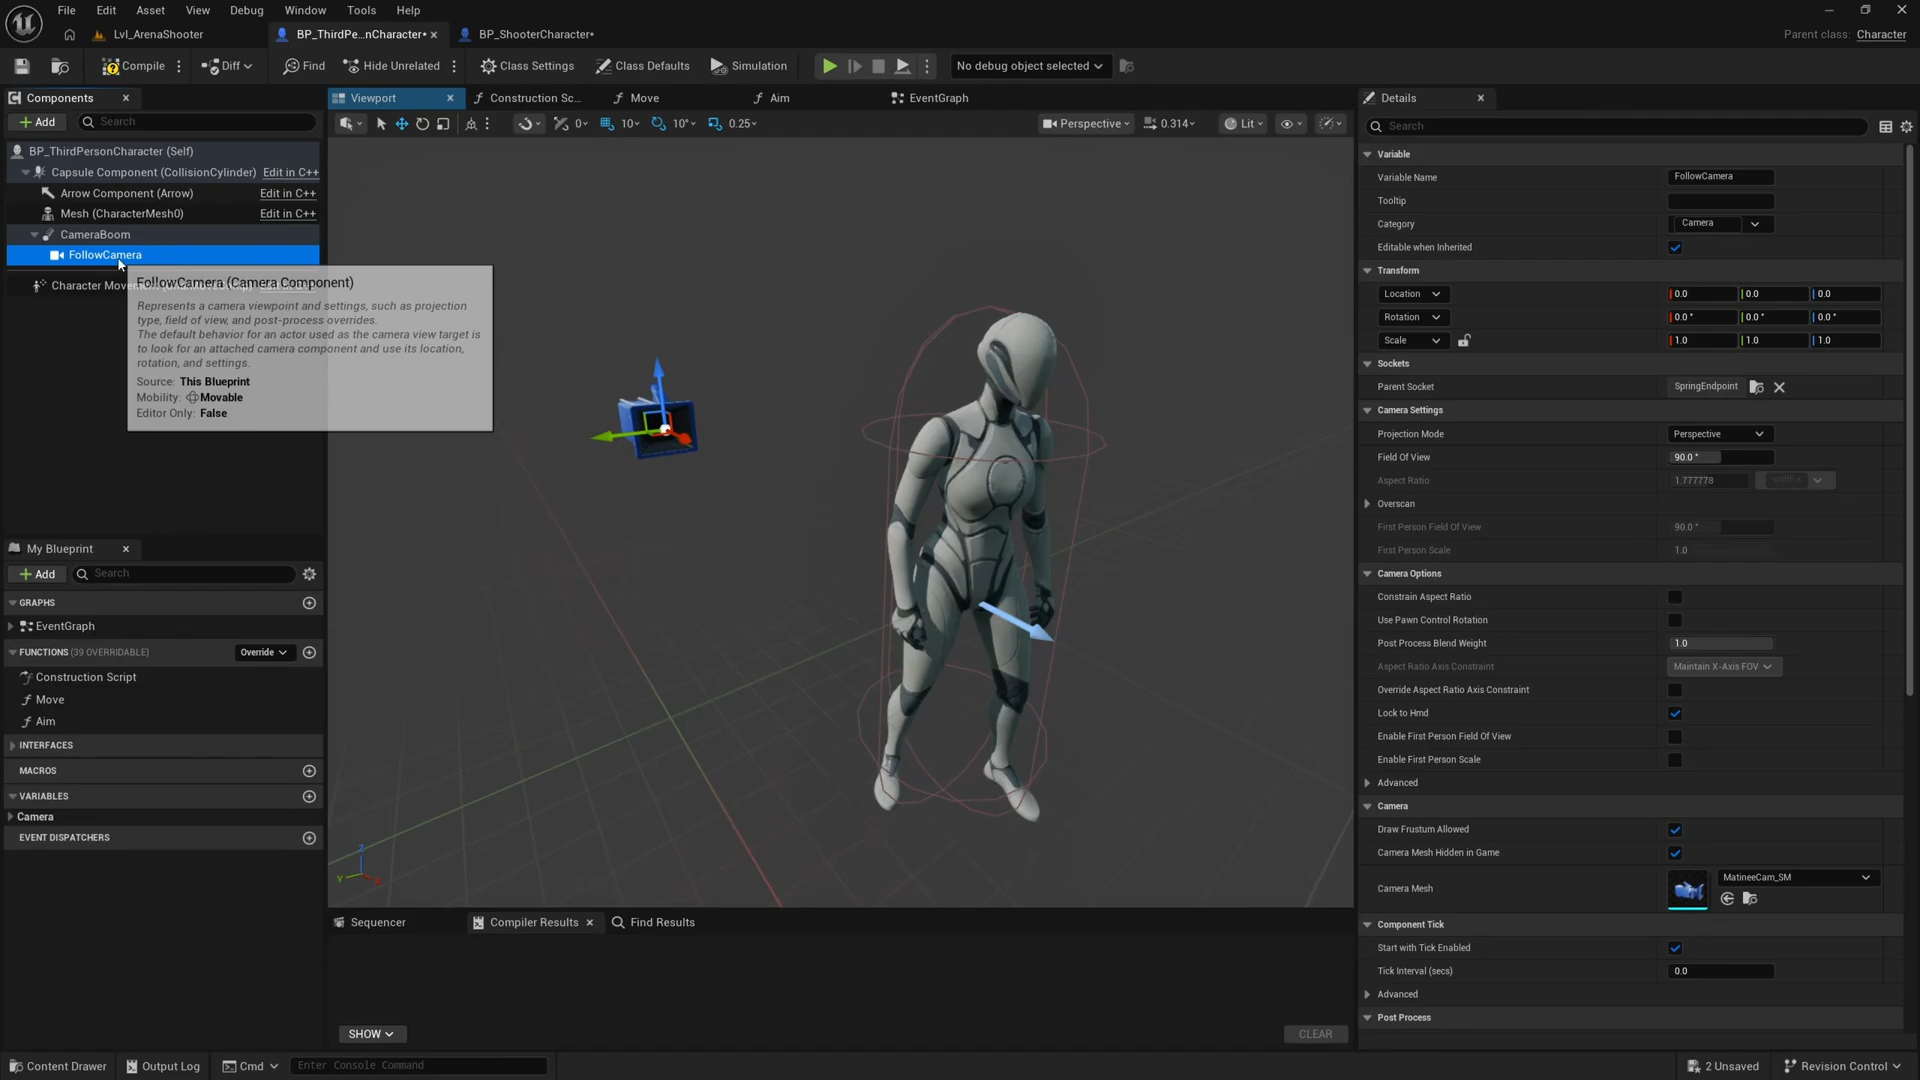 File Edit Asset View Debug Window Tools Help
Lvl_ArenaShooter BP_ThirdPe...nCharacter* BP_ShooterCharacter* Parent class: Character
Compile Diff Find Hide Unrelated Class Settings Class Defaults Simulation No debug object selected
Components Viewport Construction Sc... Move Aim EventGraph Details
Add Search 0 10 10° 0.25 Perspective 0.314 Lit Search
BP_ThirdPersonCharacter (Self)
Capsule Component (CollisionCylinder) Edit in C++
Arrow Component (Arrow) Edit in C++
Mesh (CharacterMesh0) Edit in C++
CameraBoom
FollowCamera
FollowCamera (Camera Component)
Represents a camera viewpoint and settings, such as projection
type, field of view, and post-process overrides.
The default behavior for an actor used as the camera view target is
to look for an attached camera component and use its location,
rotation, and settings.
Source: This Blueprint
Mobility: Movable
Editor Only: False
My Blueprint
Add Search
GRAPHS
EventGraph
FUNCTIONS (39 OVERRIDABLE) Override
Construction Script
Move
Aim
INTERFACES
MACROS
VARIABLES
Camera
EVENT DISPATCHERS
Z
Y
Sequencer Compiler Results Find Results
SHOW CLEAR
Variable
Variable Name FollowCamera
Tooltip
Category Camera
Editable when Inherited
Transform
Location 0.0 0.0 0.0
Rotation 0.0 ° 0.0 ° 0.0 °
Scale 1.0 1.0 1.0
Sockets
Parent Socket SpringEndpoint
Camera Settings
Projection Mode Perspective
Field Of View 90.0 °
Aspect Ratio 1.777778
Overscan
First Person Field Of View 90.0 °
First Person Scale 1.0
Camera Options
Constrain Aspect Ratio
Use Pawn Control Rotation
Post Process Blend Weight 1.0
Aspect Ratio Axis Constraint Maintain X-Axis FOV
Override Aspect Ratio Axis Constraint
Lock to Hmd
Enable First Person Field Of View
Enable First Person Scale
Advanced
Camera
Draw Frustum Allowed
Camera Mesh Hidden in Game
Camera Mesh MatineeCam_SM
Component Tick
Start with Tick Enabled
Tick Interval (secs) 0.0
Advanced
Post Process
Content Drawer Output Log Cmd Enter Console Command 2 Unsaved Revision Control